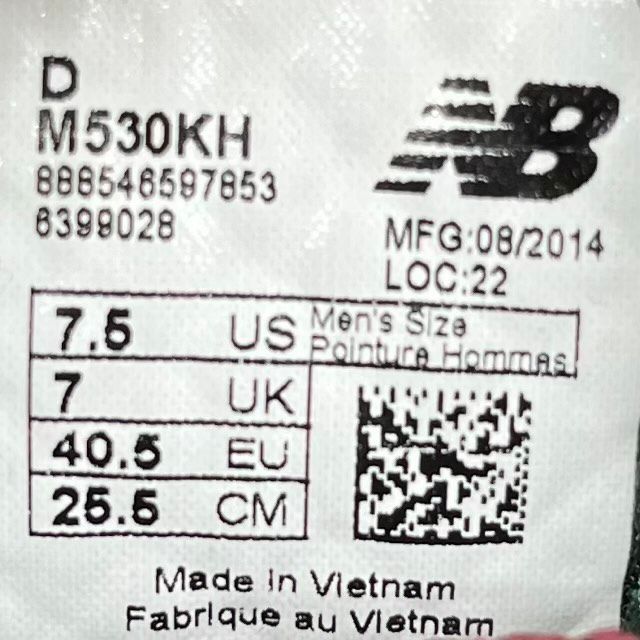 D
M530KH
888546597853
6399028
NB
MFG:08/2014
LOC:22
7.5 US Men's Size
Pointure Hommes
7 UK
40.5 EU
25.5 CM
Made in Vietnam
Fabrique au Vietnam